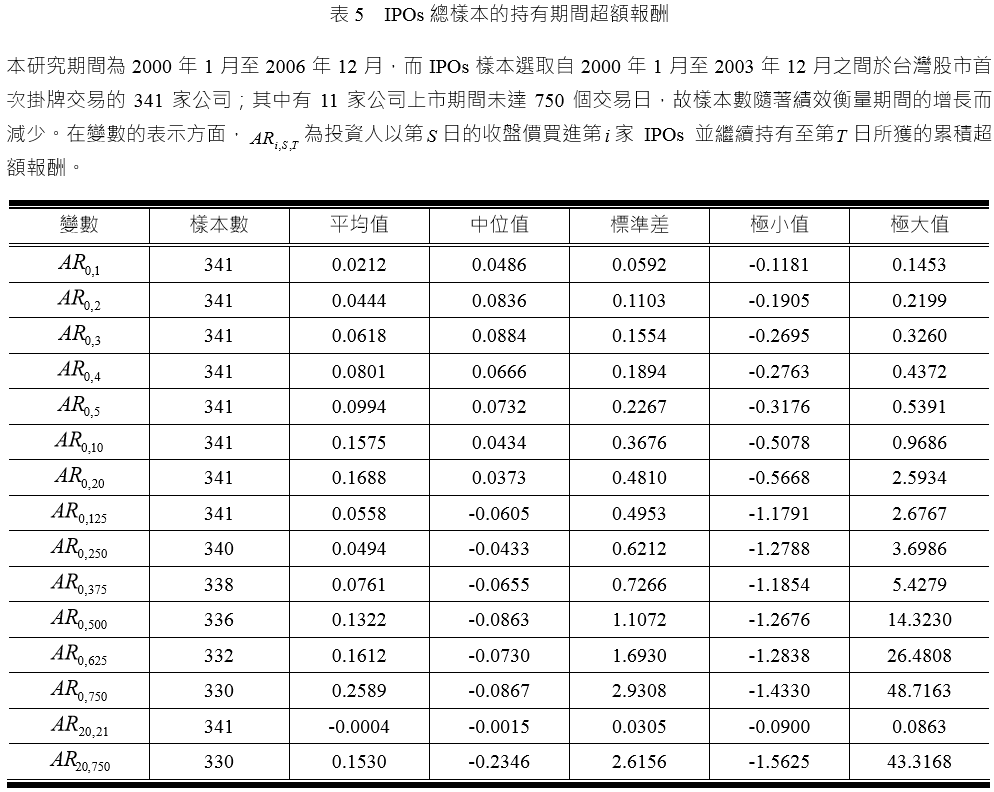 表 5 IPOs 總樣本的持有期間超額報酬
本研究期間為 2000 年 1 月至 2006 年 12 月，而 IPOs 樣本選取自 2000 年 1 月至 2003 年 12 月之間於台灣股市首
次掛牌交易的 341 家公司；其中有 11 家公司上市期間未達 750 個交易日，故樣本數隨著績效衡量期間的增長而
減少。在變數的表示方面， AR_{i,S,T} 為投資人以第 S 日的收盤價買進第 i 家 IPOs 並繼續持有至第 T 日所獲的累積超
額報酬。
變數 樣本數 平均值 中位值 標準差 極小值 極大值
AR_{0,1} 341 0.0212 0.0486 0.0592 -0.1181 0.1453
AR_{0,2} 341 0.0444 0.0836 0.1103 -0.1905 0.2199
AR_{0,3} 341 0.0618 0.0884 0.1554 -0.2695 0.3260
AR_{0,4} 341 0.0801 0.0666 0.1894 -0.2763 0.4372
AR_{0,5} 341 0.0994 0.0732 0.2267 -0.3176 0.5391
AR_{0,10} 341 0.1575 0.0434 0.3676 -0.5078 0.9686
AR_{0,20} 341 0.1688 0.0373 0.4810 -0.5668 2.5934
AR_{0,125} 341 0.0558 -0.0605 0.4953 -1.1791 2.6767
AR_{0,250} 340 0.0494 -0.0433 0.6212 -1.2788 3.6986
AR_{0,375} 338 0.0761 -0.0655 0.7266 -1.1854 5.4279
AR_{0,500} 336 0.1322 -0.0863 1.1072 -1.2676 14.3230
AR_{0,625} 332 0.1612 -0.0730 1.6930 -1.2838 26.4808
AR_{0,750} 330 0.2589 -0.0867 2.9308 -1.4330 48.7163
AR_{20,21} 341 -0.0004 -0.0015 0.0305 -0.0900 0.0863
AR_{20,750} 330 0.1530 -0.2346 2.6156 -1.5625 43.3168